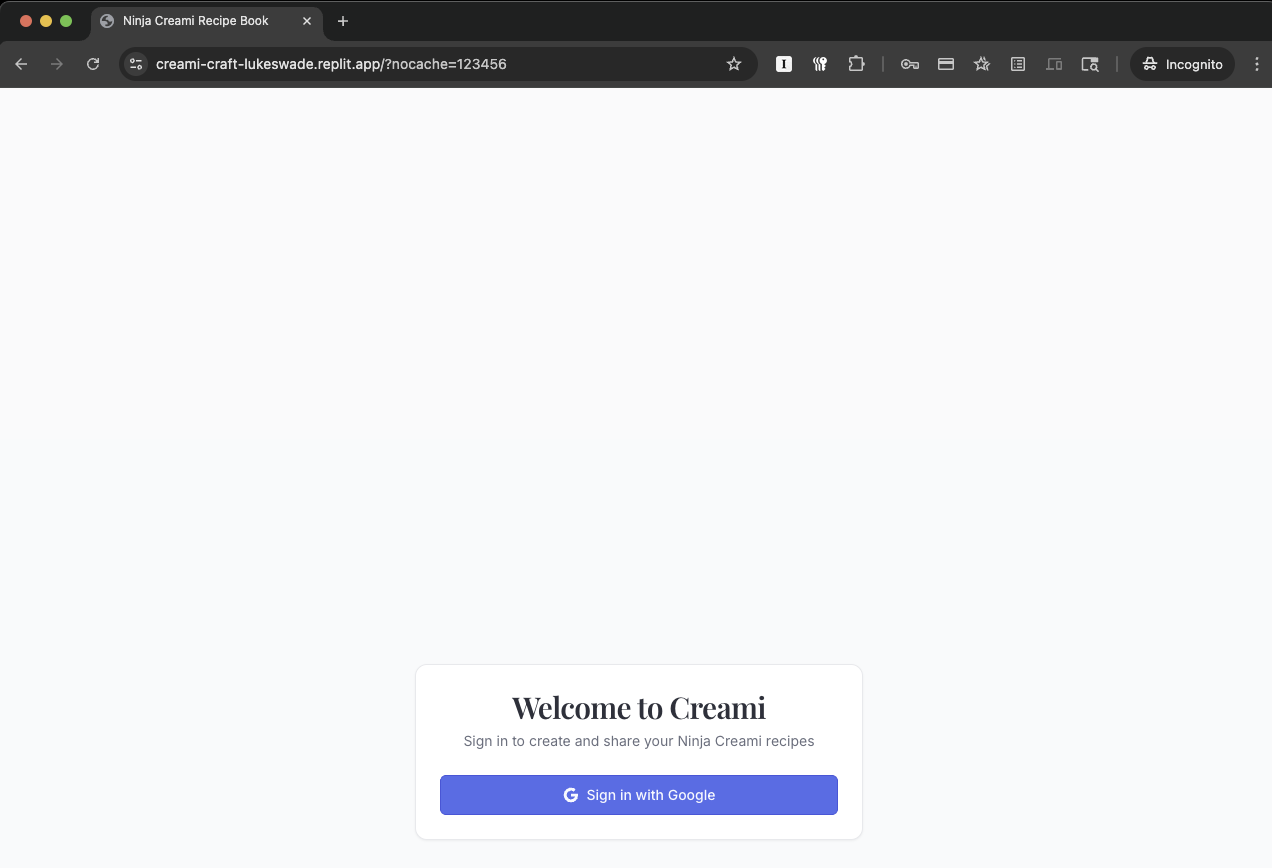 Ninja Creami Recipe Book
creami-craft-lukeswade.replit.app/?nocache=123456
I
Incognito
Welcome to Creami
Sign in to create and share your Ninja Creami recipes
G Sign in with Google